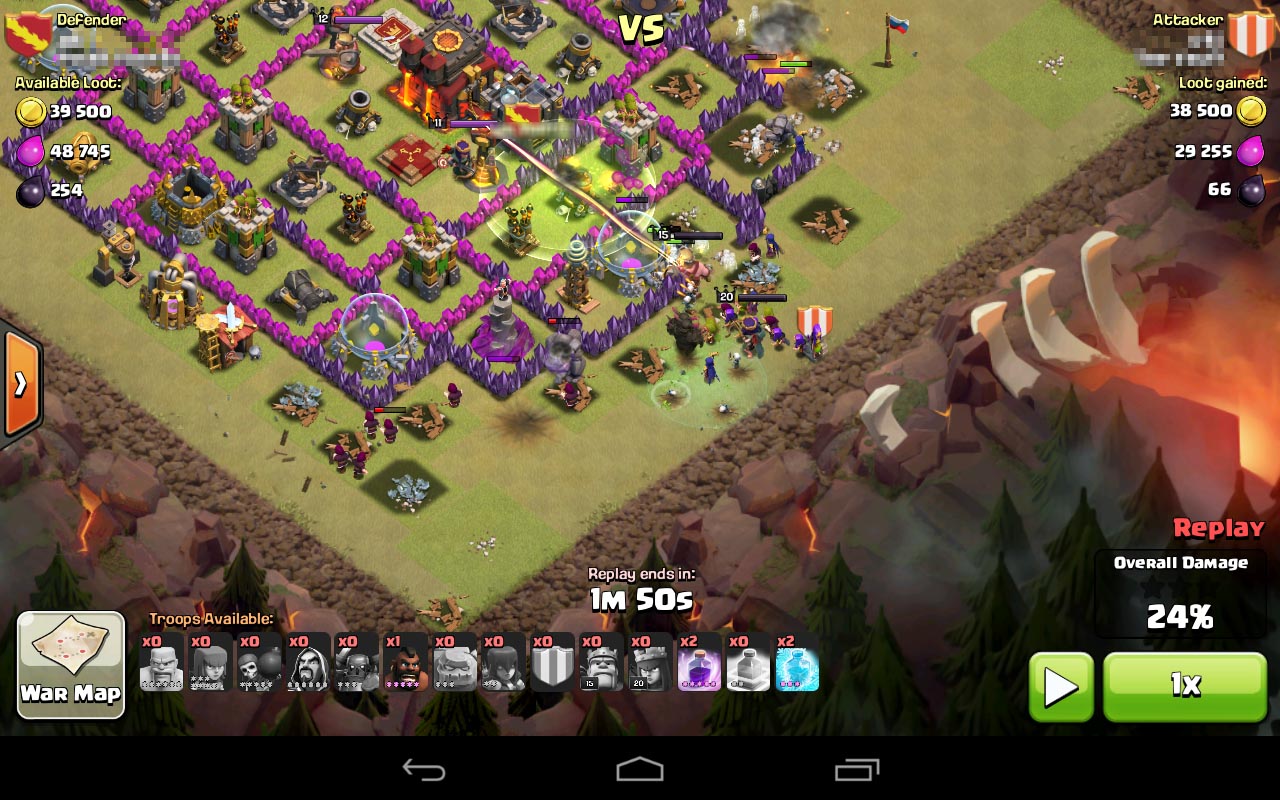 Defender
VS
Attacker
Available Loot:
39 500
48 745
254
Loot gained:
38 500
29 255
66
12
11
15
20
Replay
Overall Damage
24%
Replay ends in:
1m 50s
Troops Available:
x0 x0 x0 x0 x0 x1 x0 x0 x0 x0 x0 x2 x0 x2
15 20
War Map
1x